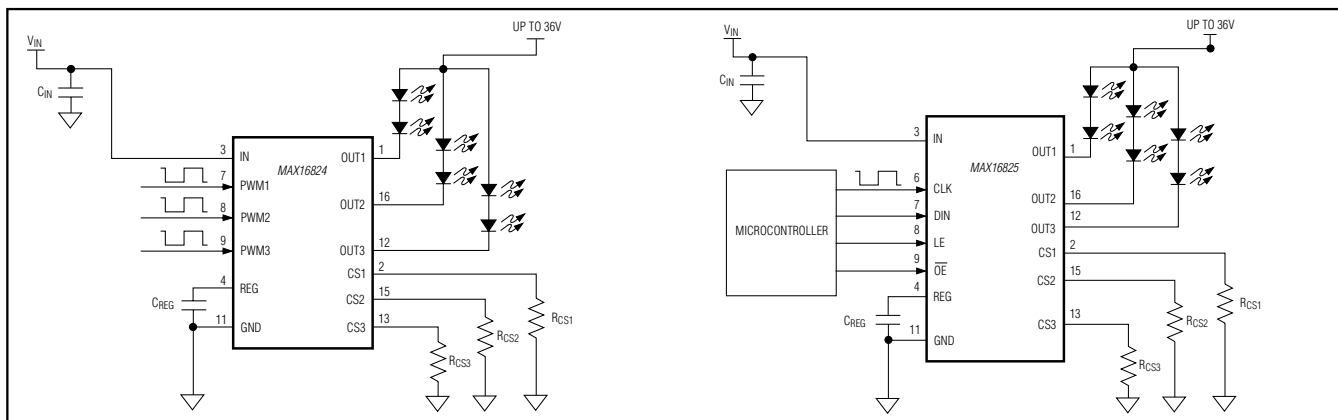 VIN
UP TO 36V
CIN
3
IN
MAX16824
OUT1
1
7
PWM1
8
PWM2
OUT2
16
9
PWM3
OUT3
12
CS1
2
4
REG
CS2
15
CREG
11
GND
CS3
13
RCS3
RCS2
RCS1
VIN
UP TO 36V
CIN
3
IN
MAX16825
OUT1
1
MICROCONTROLLER
6
CLK
OUT2
16
7
DIN
OUT3
12
8
LE
CS1
2
9
OE
CS2
15
4
REG
CREG
CS3
13
11
GND
RCS3
RCS2
RCS1